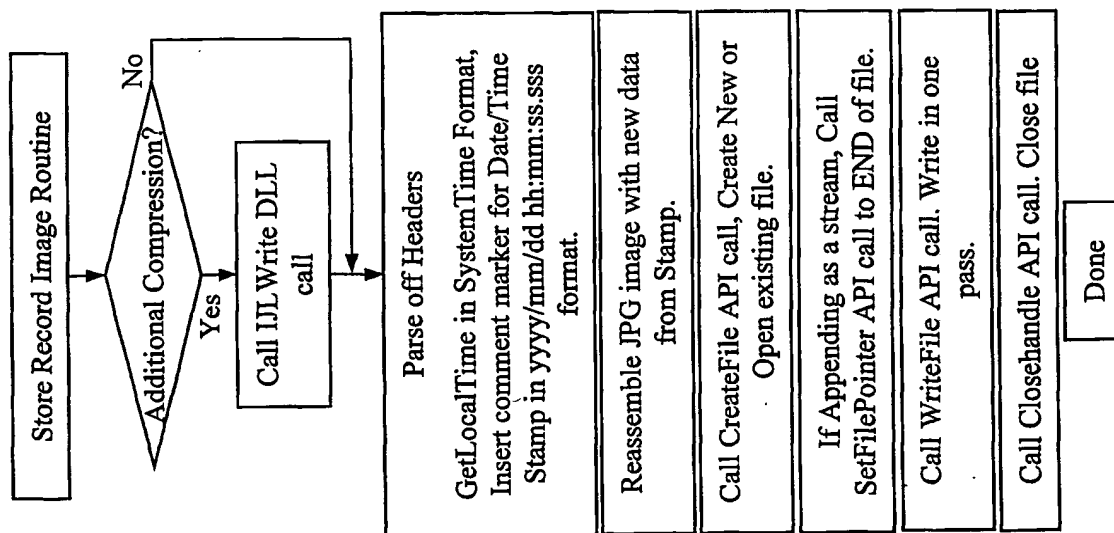 Store Record Image Routine
Additional Compression?
No
Yes
Call IJLWrite DLL
call
Parse off Headers
GetLocalTime in SystemTime Format,
Insert comment marker for Date/Time
Stamp in yyyy/mm/dd hh:mm:ss.sss
format.
Reassemble JPG image with new data
from Stamp.
Call CreateFile API call, Create New or
Open existing file.
If Appending as a stream, Call
SetFilePointer API call to END of file.
Call WriteFile API call. Write in one
pass.
Call Closehandle API call. Close file
Done